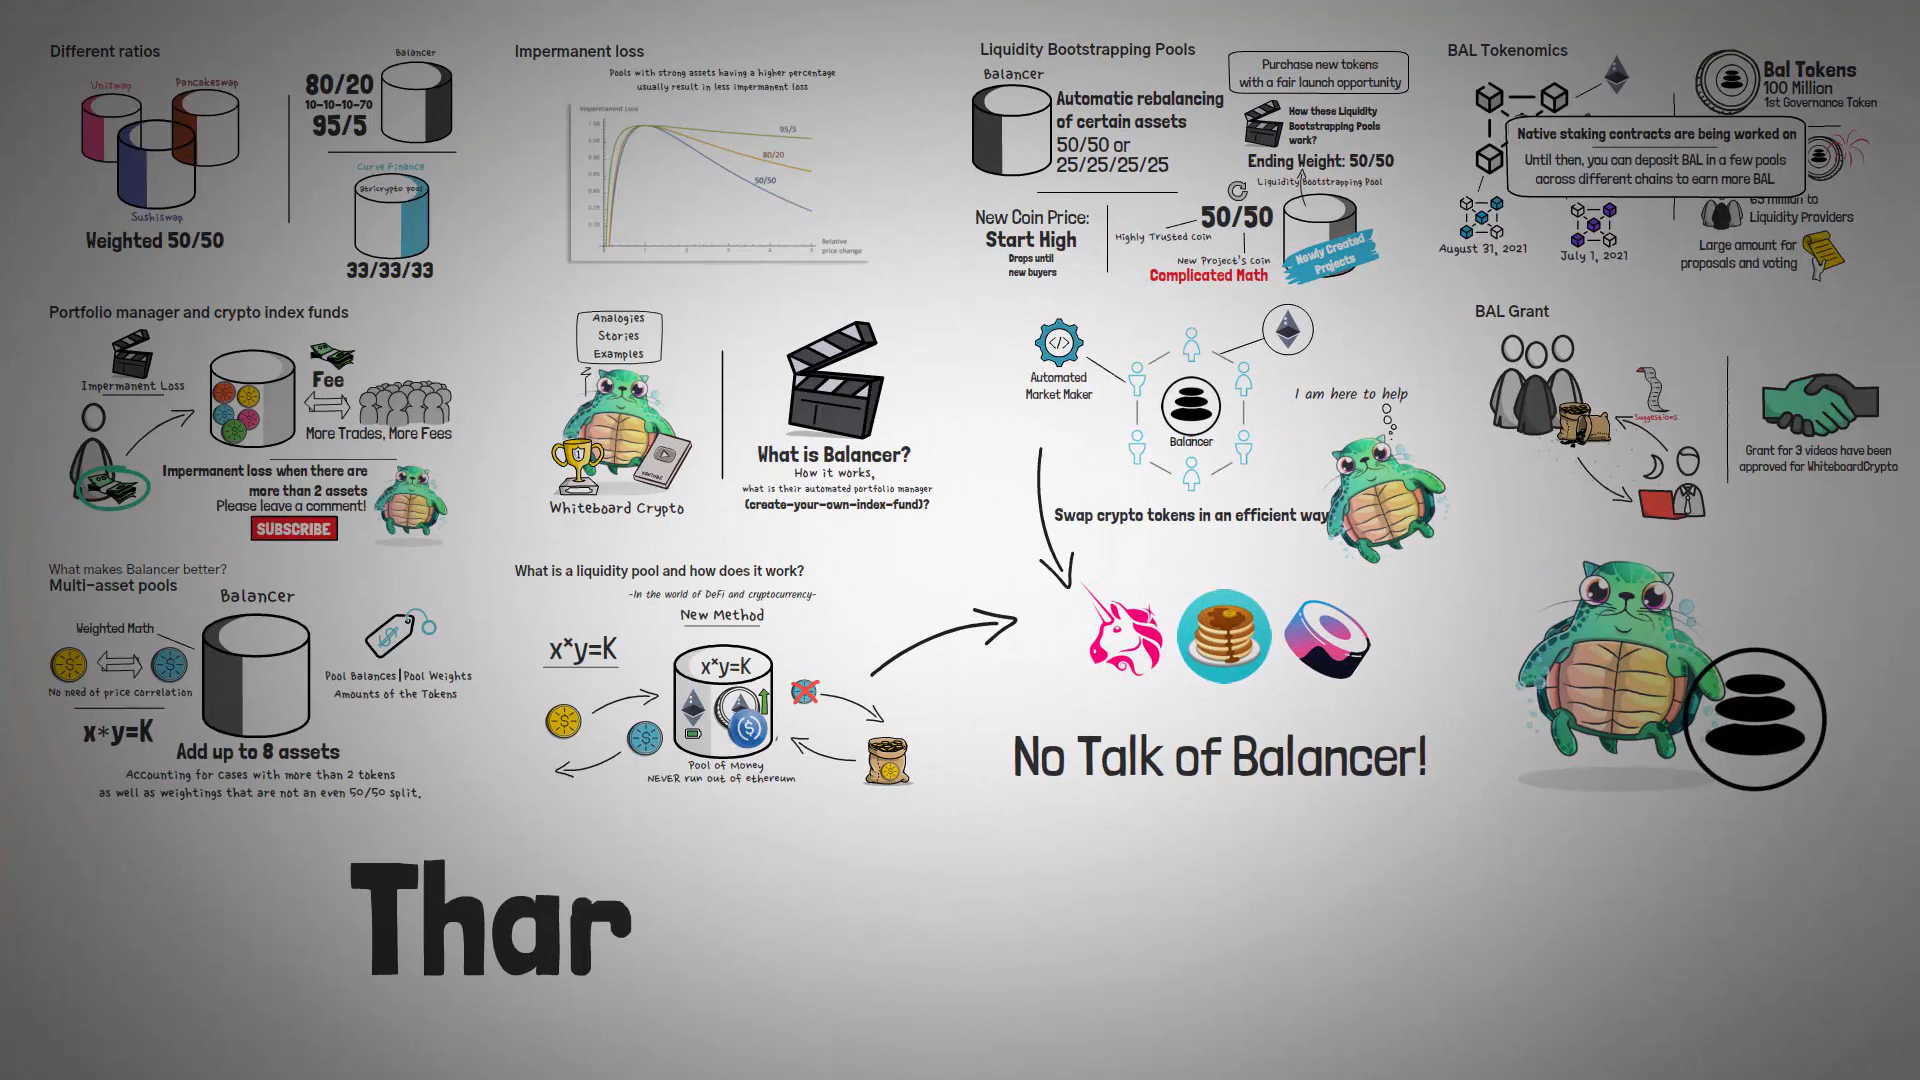 Different ratios
Uniswap
Pancakeswap
Sushiswap
Weighted 50/50
80/20
10-10-10-70
95/5
Balancer
Curve Finance
atricrypto pool
33/33/33
Impermanent loss
Pools with strong assets having a higher percentage
usually result in less impermanent loss
Impermanent Loss
95/5
80/20
50/50
Relative
price change
Liquidity Bootstrapping Pools
Balancer
Automatic rebalancing
of certain assets
50/50 or
25/25/25/25
New Coin Price:
Start High
Drops until
new buyers
Purchase new tokens
with a fair launch opportunity
How these Liquidity
Bootstrapping Pools
work?
Ending Weight: 50/50
Liquidity Bootstrapping Pool
50/50
Highly Trusted Coin
New Project's Coin
Complicated Math
Newly Created
Projects
BAL Tokenomics
Bal Tokens
100 Million
1st Governance Token
Native staking contracts are being worked on
Until then, you can deposit BAL in a few pools
across different chains to earn more BAL
August 31, 2021
July 1, 2021
65 million to
Liquidity Providers
Large amount for
proposals and voting
Portfolio manager and crypto index funds
Impermanent Loss
Fee
More Trades, More Fees
Impermanent loss when there are
more than 2 assets
Please leave a comment!
SUBSCRIBE
Analogies
Stories
Examples
YOUTUBE
Whiteboard Crypto
What is Balancer?
How it works,
what is their automated portfolio manager
(create-your-own-index-fund)?
Automated
Market Maker
Balancer
I am here to help
Swap crypto tokens in an efficient way
BAL Grant
Suggestions
Grant for 3 videos have been
approved for WhiteboardCrypto
What makes Balancer better?
Multi-asset pools
Balancer
Weighted Math
No need of price correlation
x*y=K
Pool Balances|Pool Weights
Amounts of the Tokens
Add up to 8 assets
Accounting for cases with more than 2 tokens
as well as weightings that are not an even 50/50 split.
What is a liquidity pool and how does it work?
-In the world of DeFi and cryptocurrency-
New Method
x*y=K
x*y=K
Pool of Money
NEVER run out of ethereum
No Talk of Balancer!
Thar